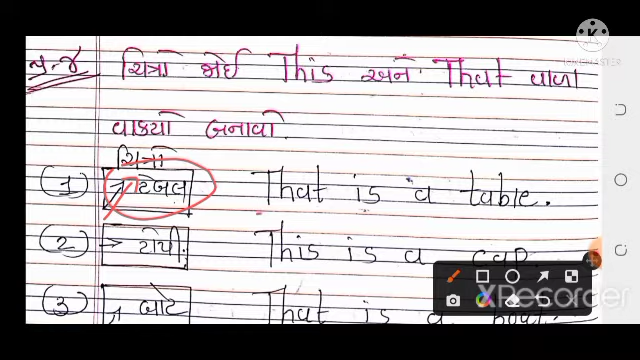 પ્ર-૪ ચિત્રો જોઈ This અને That વાળા
વાક્યો બનાવો.
ચિત્રો
(1) ટેબલ That is a table.
(2) ટોપી. This is a cap.
(3) બોટ That is a boat.
KINEMASTER
XRecorder